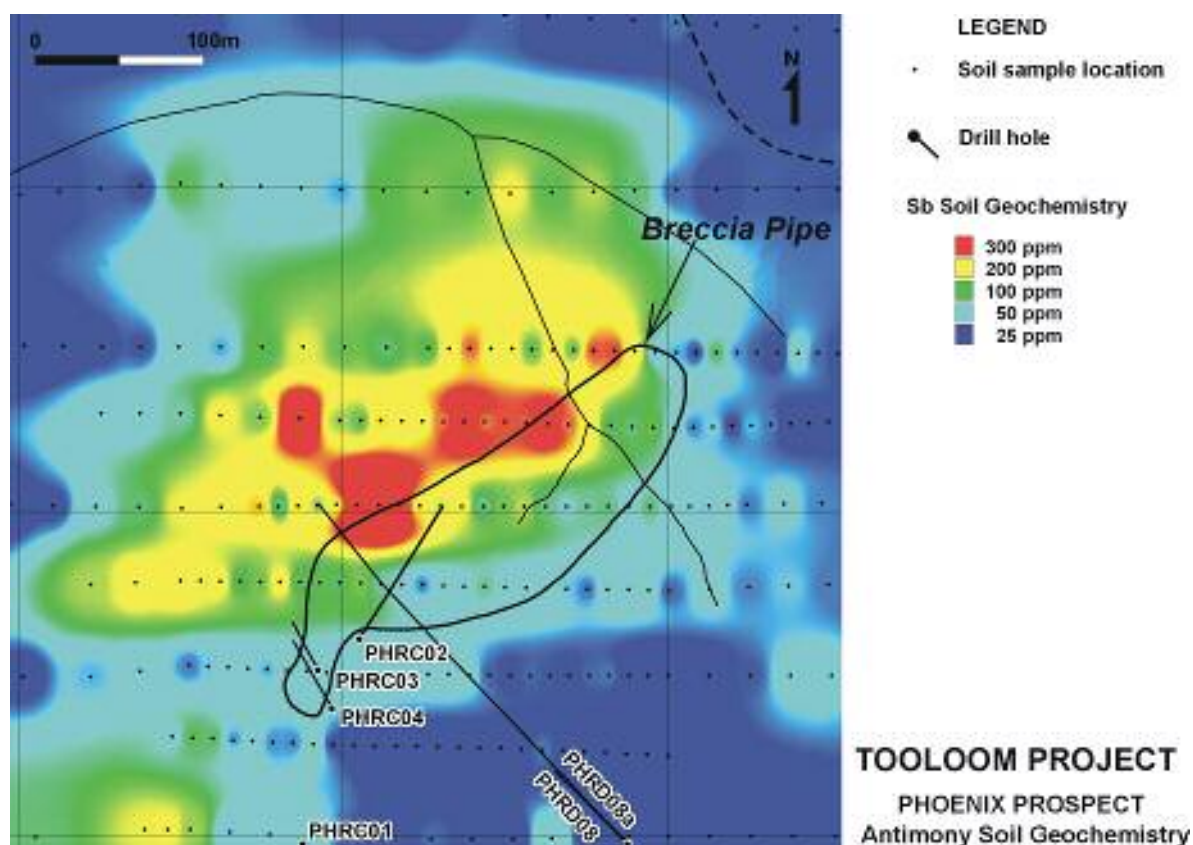 0 100m
N
Breccia Pipe
PHRC02
PHRC03
PHRC04
PHRD08a
PHRD08
PHRC01
LEGEND
Soil sample location
Drill hole
Sb Soil Geochemistry
300 ppm
200 ppm
100 ppm
50 ppm
25 ppm
TOOLOOM PROJECT
PHOENIX PROSPECT
Antimony Soil Geochemistry